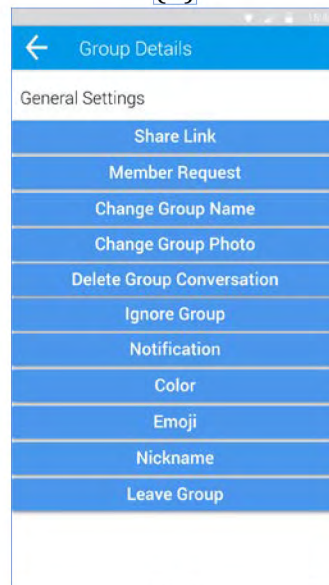 Group Details
General Settings
Share Link
Member Request
Change Group Name
Change Group Photo
Delete Group Conversation
Ignore Group
Notification
Color
Emoji
Nickname
Leave Group